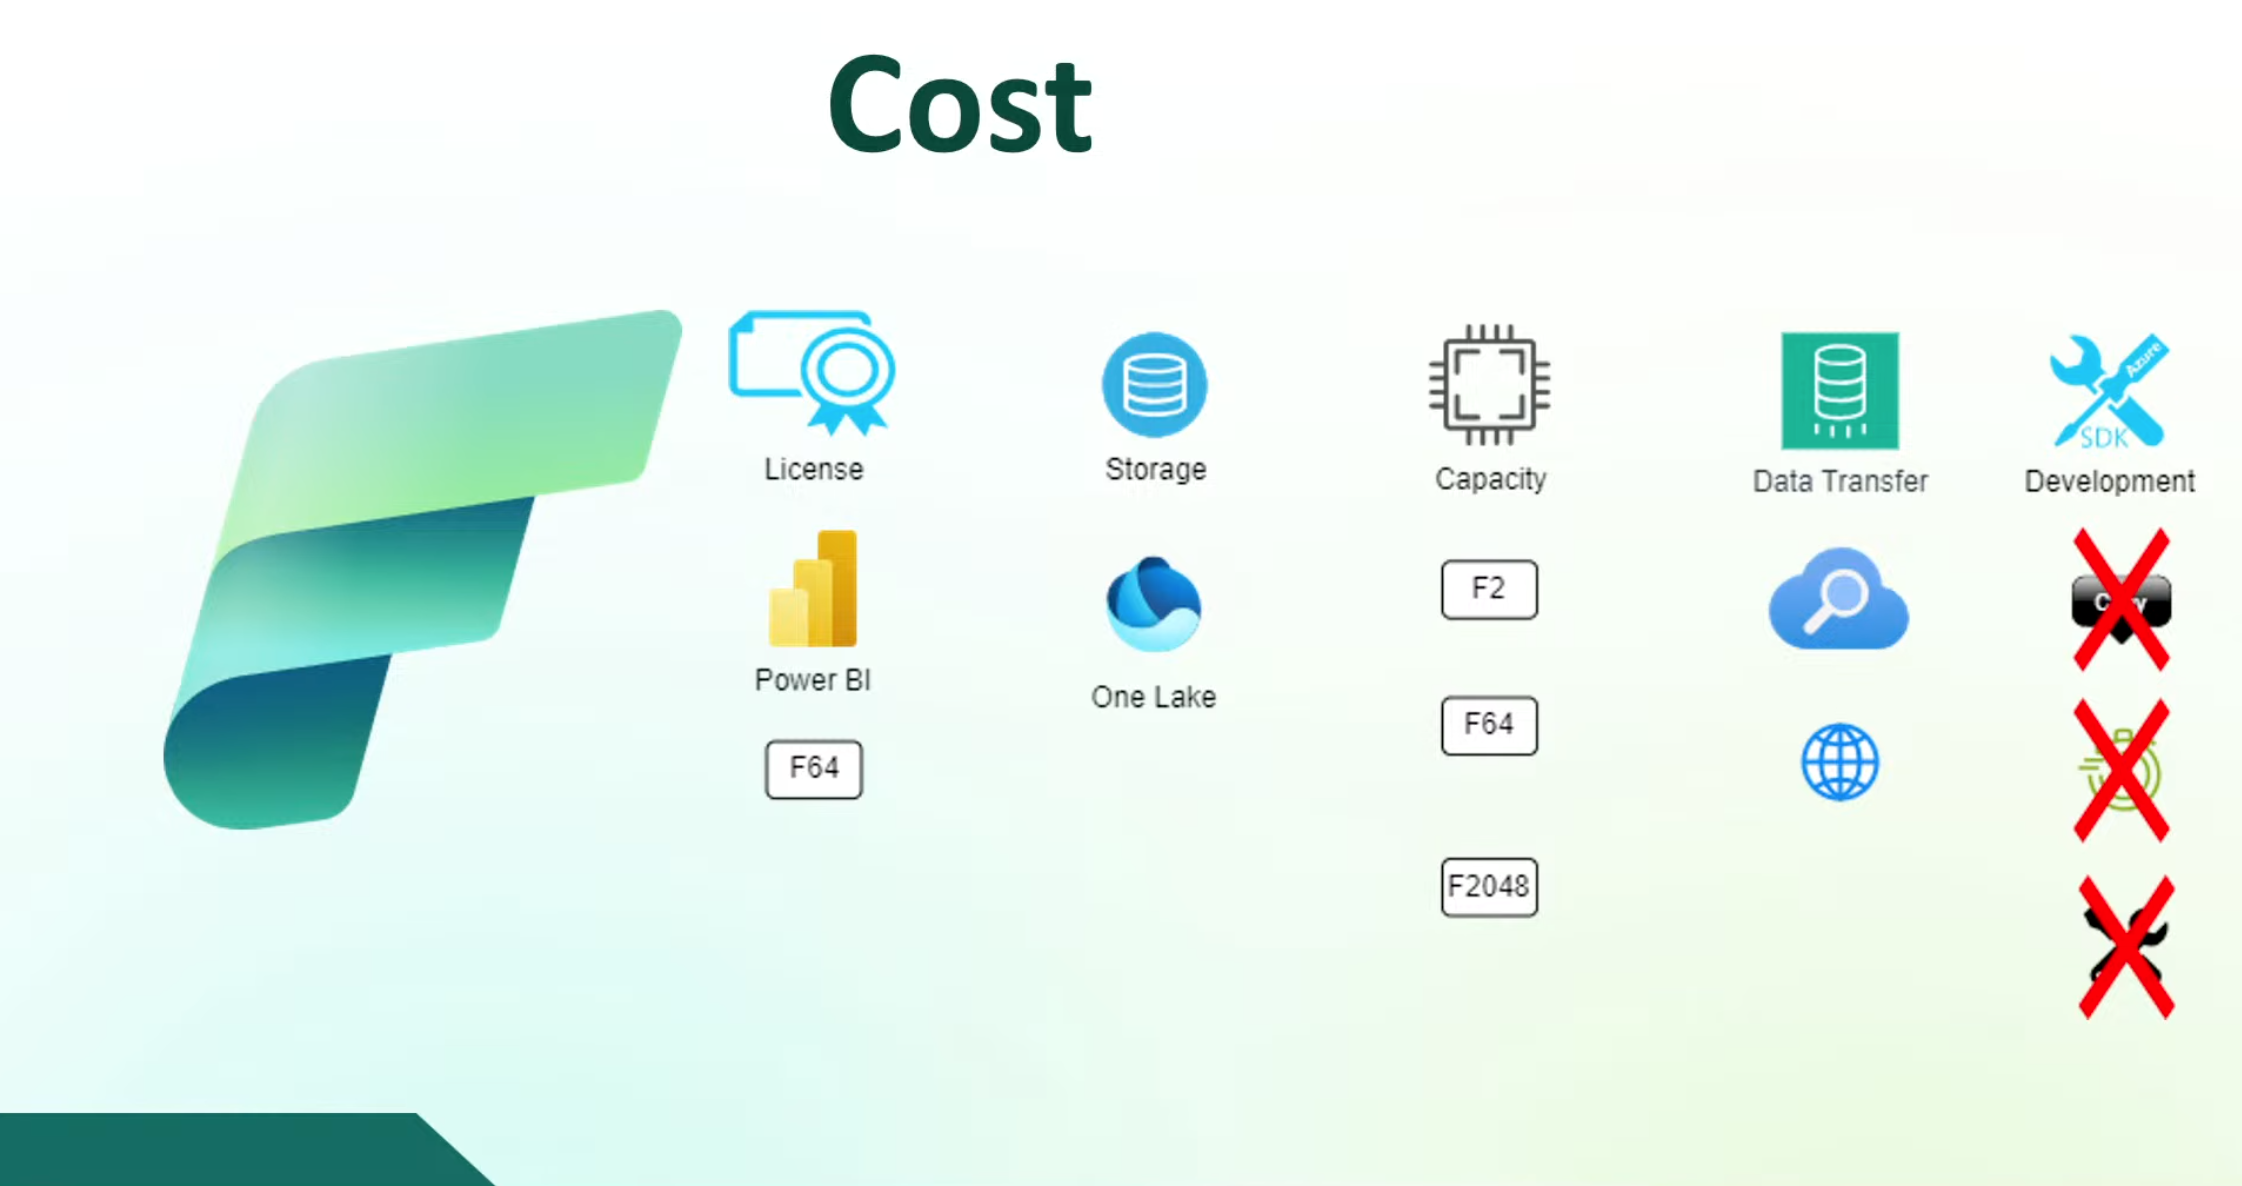 Cost
License
Storage
Capacity
Data Transfer
Azure
SDK
Development
Power BI
F64
One Lake
F2
F64
F2048